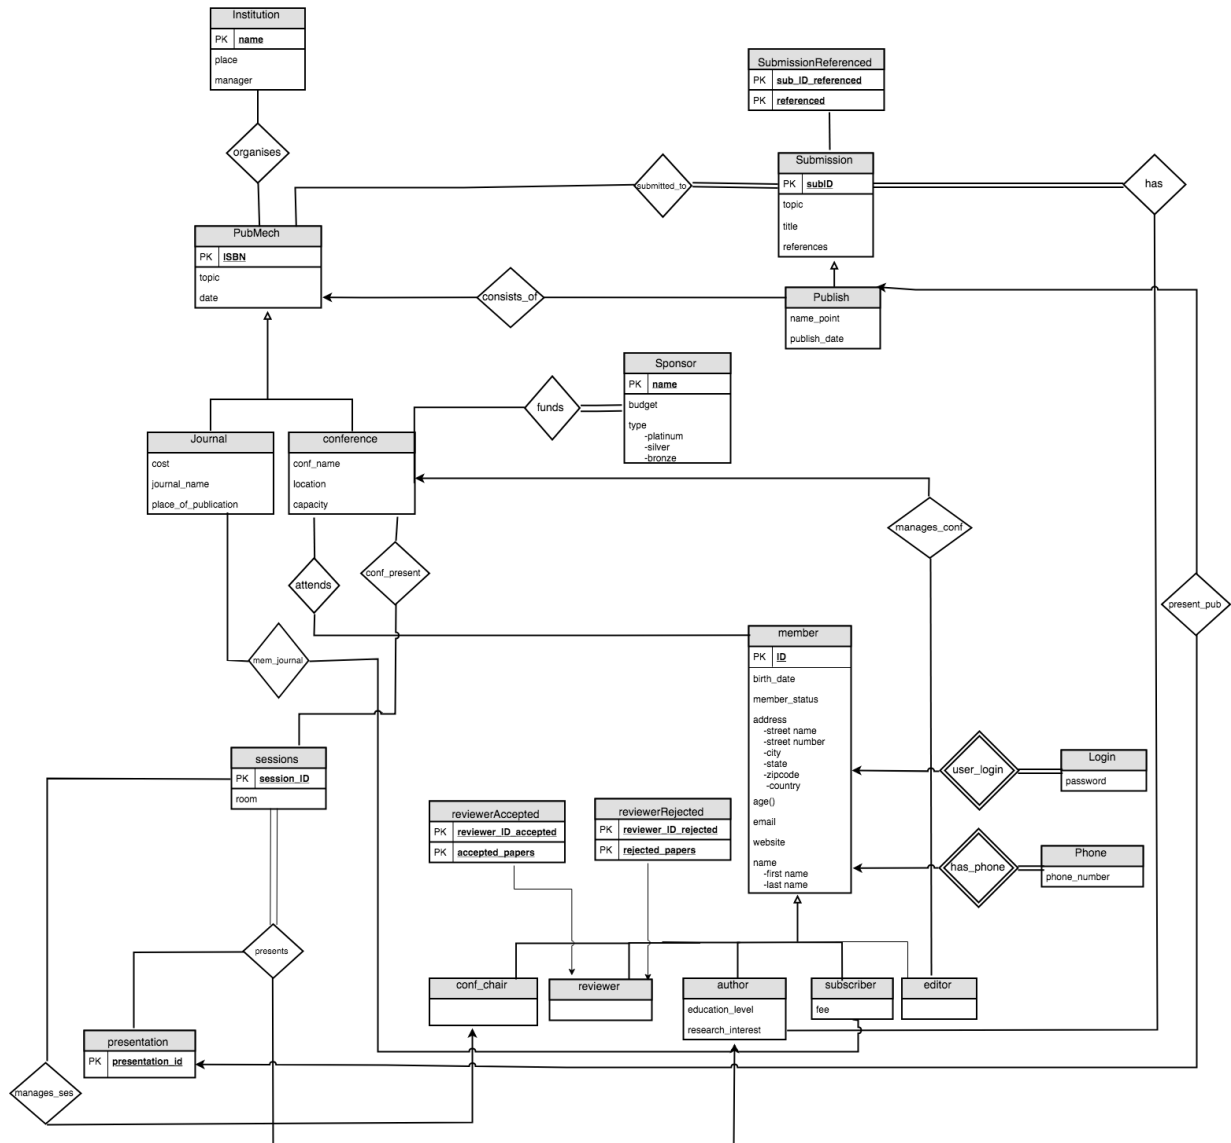 Institution
PK name
place
manager
organises
SubmissionReferenced
PK sub_ID_referenced
PK referenced
Submission
PK subID
topic
title
references
submitted_to
has
PubMech
PK ISBN
topic
date
consists_of
Publish
name_point
publish_date
Sponsor
PK name
budget
type
-platinum
-silver
-bronze
funds
Journal
cost
journal_name
place_of_publication
conference
conf_name
location
capacity
manages_conf
attends
conf_present
present_pub
mem_journal
member
PK ID
birth_date
member_status
address
-street name
-street number
-city
-state
-zipcode
-country
age()
email
website
name
-first name
-last name
user_login
Login
password
has_phone
Phone
phone_number
sessions
PK session_ID
room
reviewerAccepted
PK reviewer_ID_accepted
PK accepted_papers
reviewerRejected
PK reviewer_ID_rejected
PK rejected_papers
presents
conf_chair
reviewer
author
education_level
research_interest
subscriber
fee
editor
presentation
PK presentation_id
manages_ses